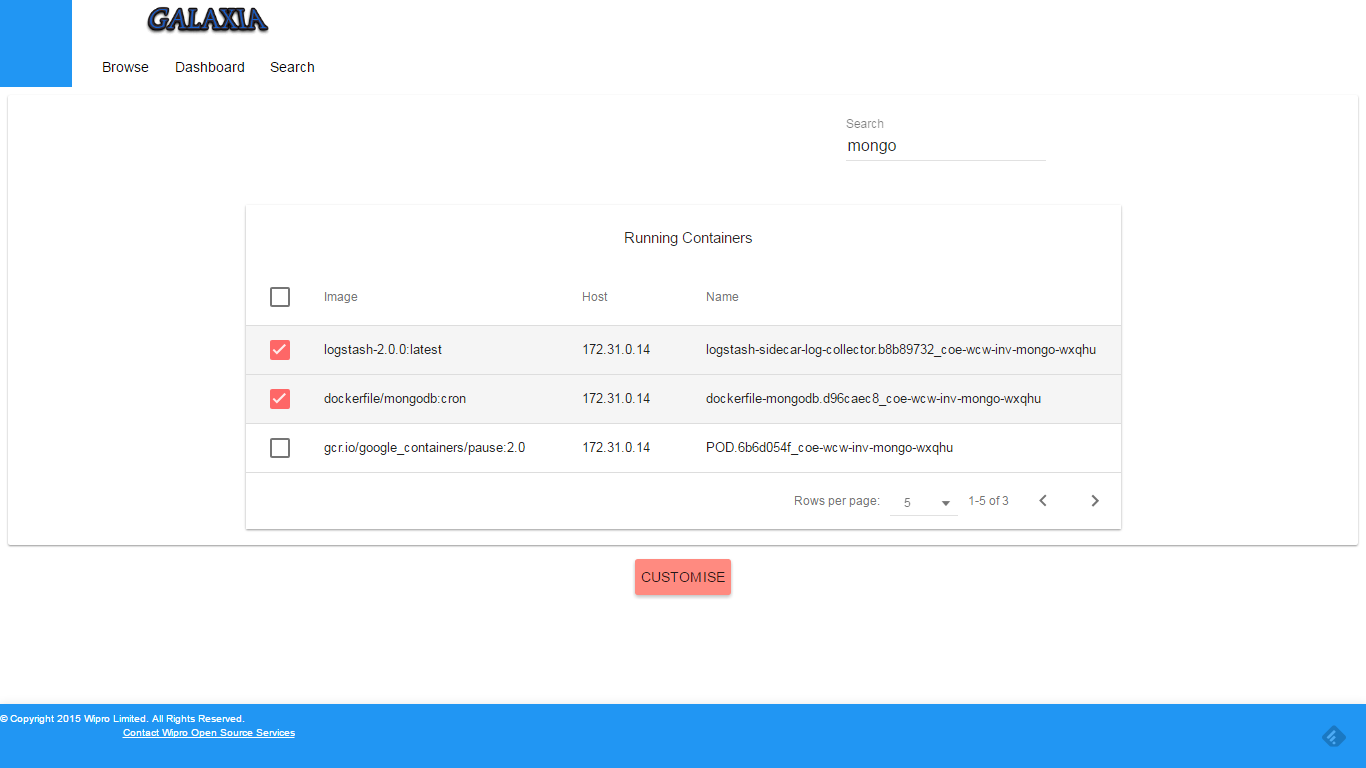 GALAXIA
Browse Dashboard Search
Search
mongo
Running Containers
Image Host Name
logstash-2.0.0:latest 172.31.0.14 logstash-sidecar-log-collector.b8b89732_coe-wcw-inv-mongo-wxqhu
dockerfile/mongodb:cron 172.31.0.14 dockerfile-mongodb.d96caec8_coe-wcw-inv-mongo-wxqhu
gcr.io/google_containers/pause:2.0 172.31.0.14 POD.6b6d054f_coe-wcw-inv-mongo-wxqhu
Rows per page: 5 1-5 of 3
CUSTOMISE
© Copyright 2015 Wipro Limited. All Rights Reserved.
Contact Wipro Open Source Services